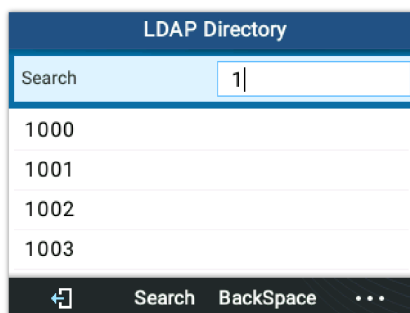 LDAP Directory
Search 1
1000
1001
1002
1003
Search BackSpace ...